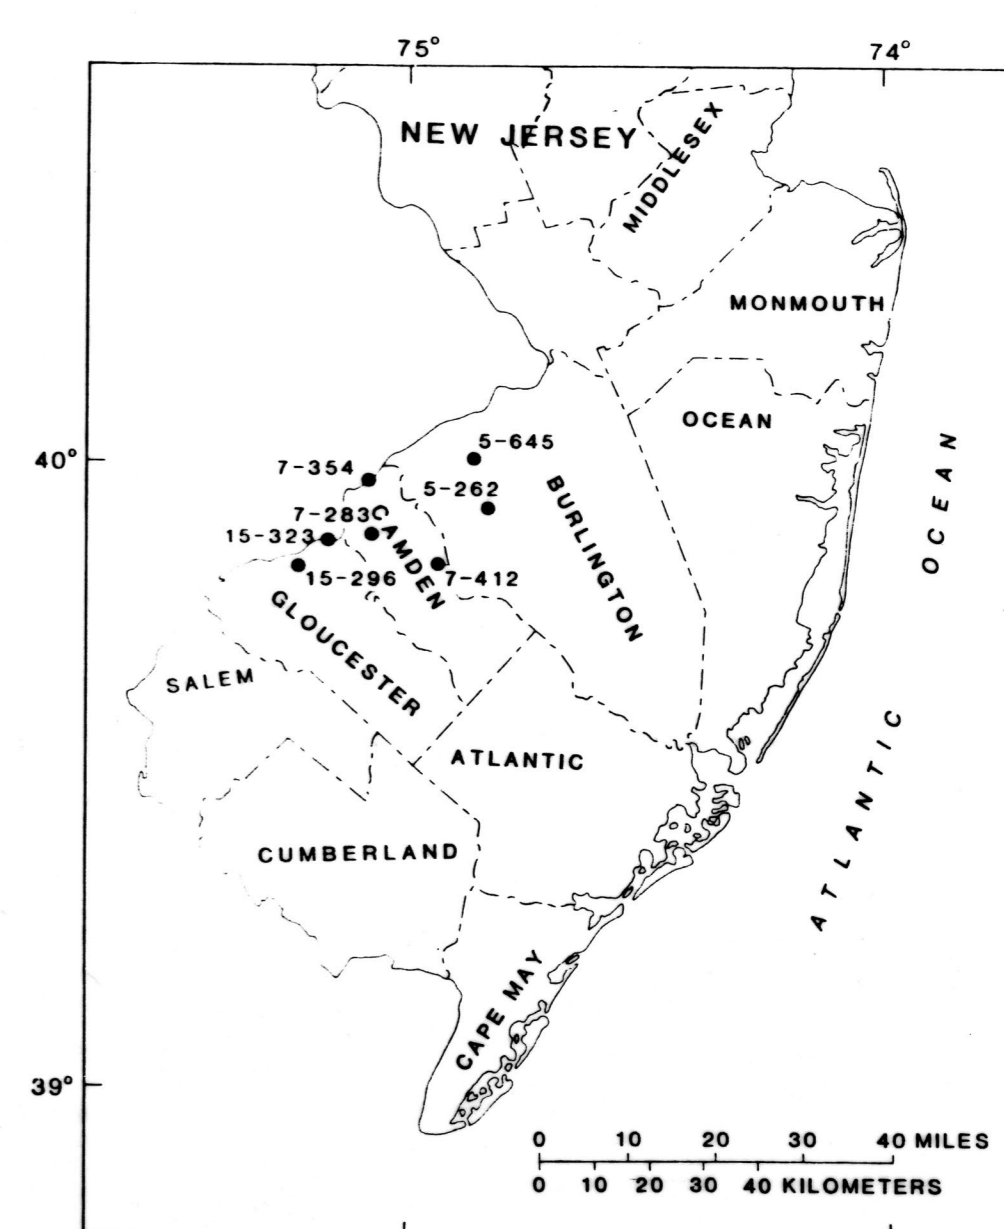 75°
74°
NEW JERSEY
MIDDLESEX
MONMOUTH
OCEAN
40°
5-645
7-354
5-262
7-283
CAMDEN
BURLINGTON
OCEAN
15-323
15-296
7-412
GLOUCESTER
SALEM
ATLANTIC
ATLANTIC
CUMBERLAND
CAPE MAY
39°
0 10 20 30 40 MILES
0 10 20 30 40 KILOMETERS